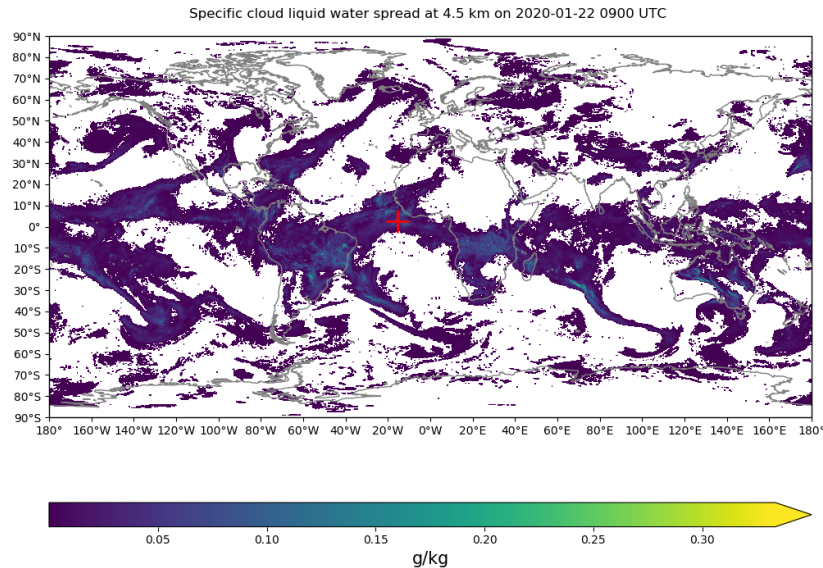 Specific cloud liquid water spread at 4.5 km on 2020-01-22 0900 UTC
90°N
80°N
70°N
60°N
50°N
40°N
30°N
20°N
10°N
0°
10°S
20°S
30°S
40°S
50°S
60°S
70°S
80°S
90°S
180° 160°W 140°W 120°W 100°W 80°W 60°W 40°W 20°W 0°W 20°E 40°E 60°E 80°E 100°E 120°E 140°E 160°E 180°
0.05 0.10 0.15 0.20 0.25 0.30
g/kg